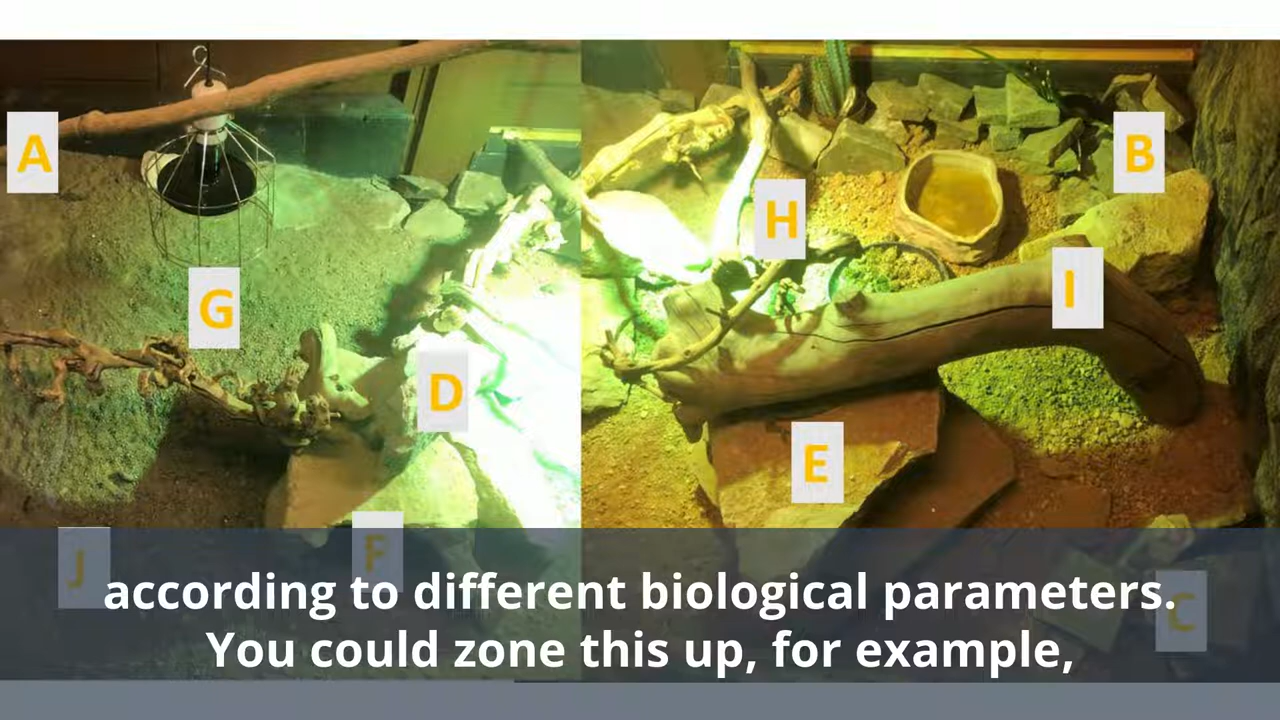 A
B
H
I
G
D
E
J
F
C
according to different biological parameters.
You could zone this up, for example,